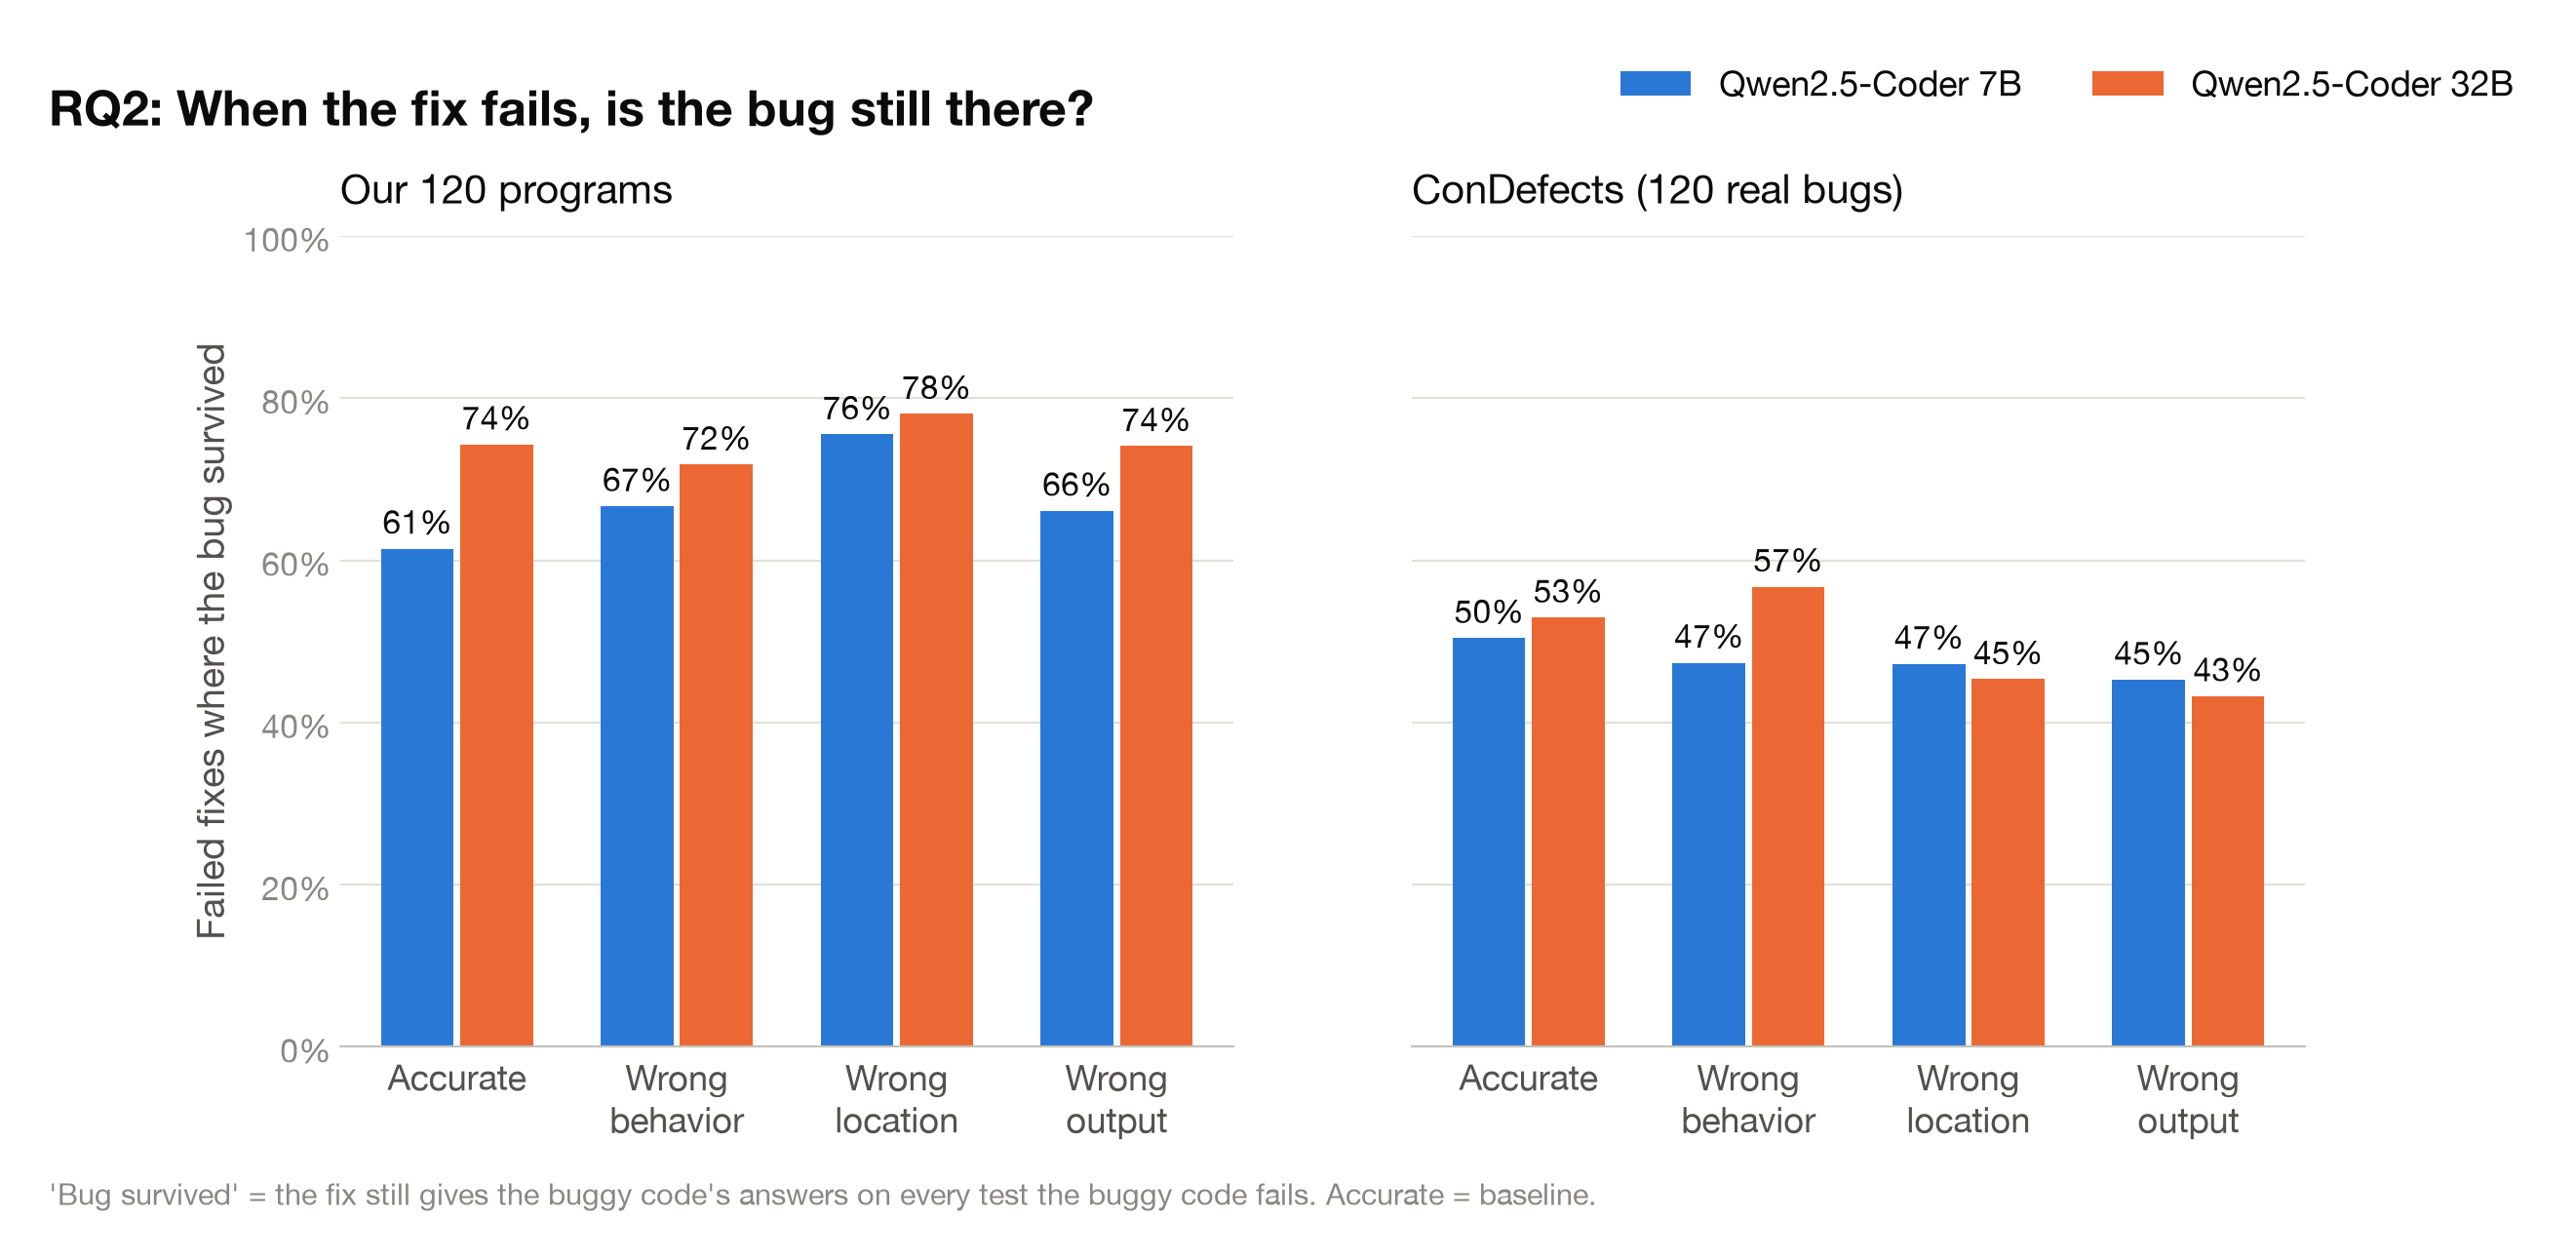 Qwen2.5-Coder 7B
Qwen2.5-Coder 32B
RQ2: When the fix fails, is the bug still there?
Our 120 programs
ConDefects (120 real bugs)
Failed fixes where the bug survived
100%
80%
60%
40%
20%
0%
61%
74%
67%
72%
76%
78%
66%
74%
50%
53%
47%
57%
47%
45%
45%
43%
Accurate
Wrong
behavior
Wrong
location
Wrong
output
Accurate
Wrong
behavior
Wrong
location
Wrong
output
'Bug survived' = the fix still gives the buggy code's answers on every test the buggy code fails. Accurate = baseline.